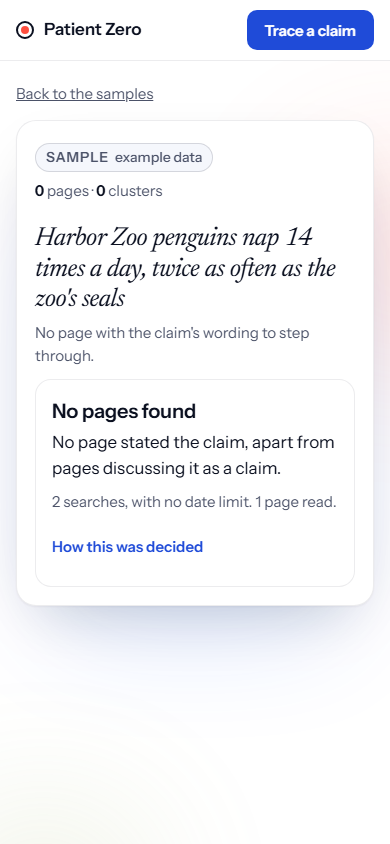 Patient Zero
Trace a claim
Back to the samples
SAMPLE example data
0 pages · 0 clusters
Harbor Zoo penguins nap 14
times a day, twice as often as the
zoo's seals
No page with the claim's wording to step
through.
No pages found
No page stated the claim, apart from
pages discussing it as a claim.
2 searches, with no date limit. 1 page read.
How this was decided